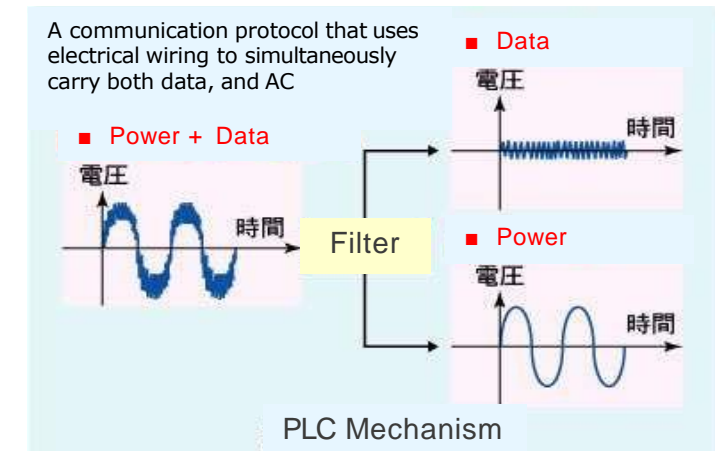 A communication protocol that uses
electrical wiring to simultaneously
carry both data, and AC
■ Power + Data
電圧
時間
Filter
■ Data
電圧
時間
■ Power
電圧
時間
PLC Mechanism